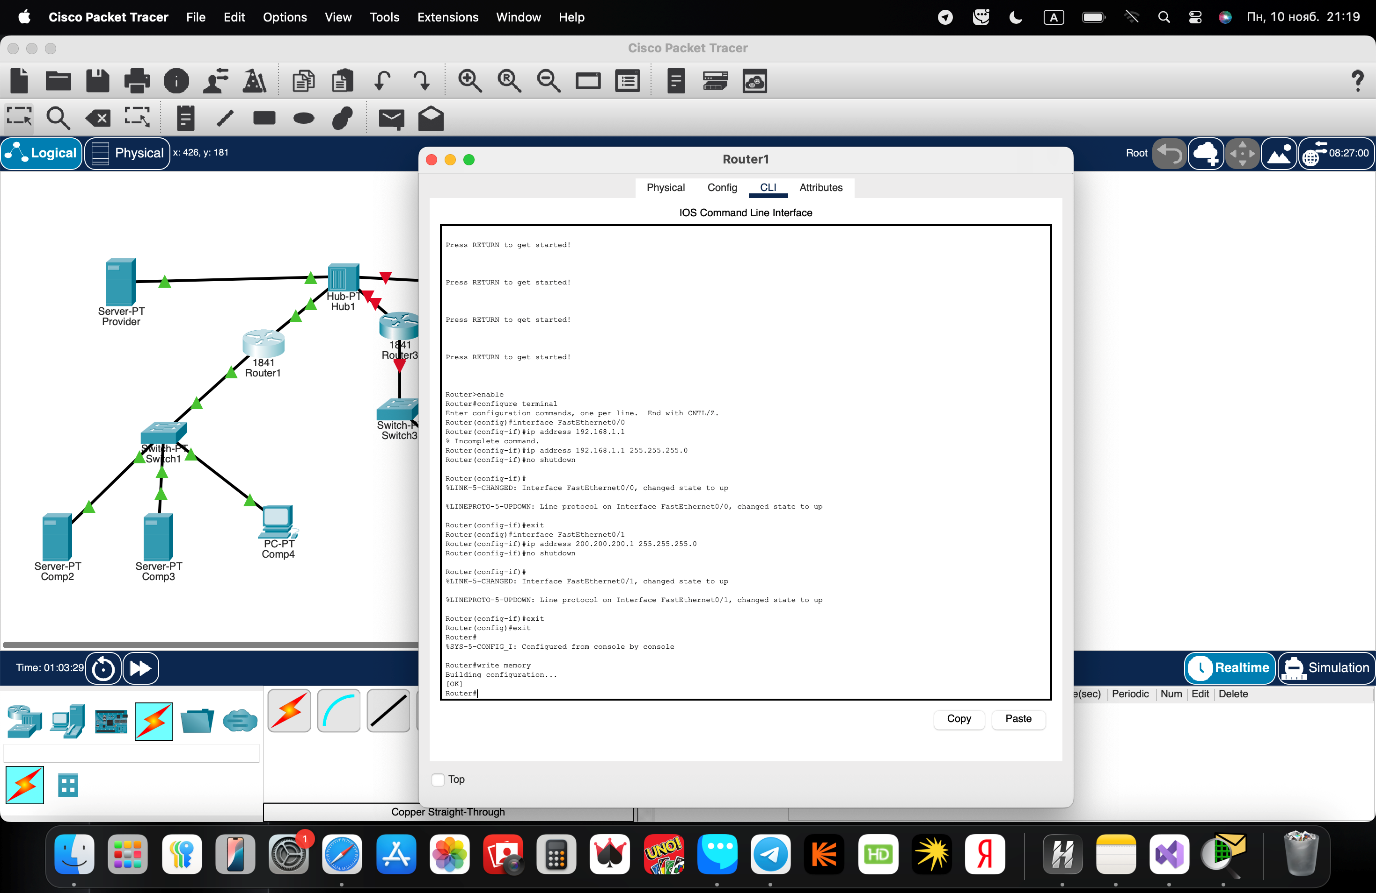 Cisco Packet Tracer File Edit Options View Tools Extensions Window Help A Пн, 10 нояб. 21:19
Cisco Packet Tracer
?
Logical Physical x: 426, y: 181 Root 08:27:00
Router1
Physical Config CLI Attributes
IOS Command Line Interface
Press RETURN to get started!
Press RETURN to get started!
Press RETURN to get started!
Press RETURN to get started!
Router>enable
Router#configure terminal
Enter configuration commands, one per line.  End with CNTL/Z.
Router(config)#interface FastEthernet0/0
Router(config-if)#ip address 192.168.1.1
% Incomplete command.
Router(config-if)#ip address 192.168.1.1 255.255.255.0
Router(config-if)#no shutdown
Router(config-if)#
%LINK-5-CHANGED: Interface FastEthernet0/0, changed state to up
%LINEPROTO-5-UPDOWN: Line protocol on Interface FastEthernet0/0, changed state to up
Router(config-if)#exit
Router(config)#interface FastEthernet0/1
Router(config-if)#ip address 200.200.200.1 255.255.255.0
Router(config-if)#no shutdown
Router(config-if)#
%LINK-5-CHANGED: Interface FastEthernet0/1, changed state to up
%LINEPROTO-5-UPDOWN: Line protocol on Interface FastEthernet0/1, changed state to up
Router(config-if)#exit
Router(config)#exit
Router#
%SYS-5-CONFIG_I: Configured from console by console
Router#write memory
Building configuration...
[OK]
Router#
Copy Paste
Top
Server-PT
Provider
Hub-PT
Hub1
1841
Router1
1841
Router3
Switch-PT
Switch1
Switch-P
Switch3
Server-PT
Comp2
Server-PT
Comp3
PC-PT
Comp4
Time: 01:03:29 Realtime Simulation
e(sec) Periodic Num Edit Delete
Copper Straight-Through
1
UNO!
HD
Я